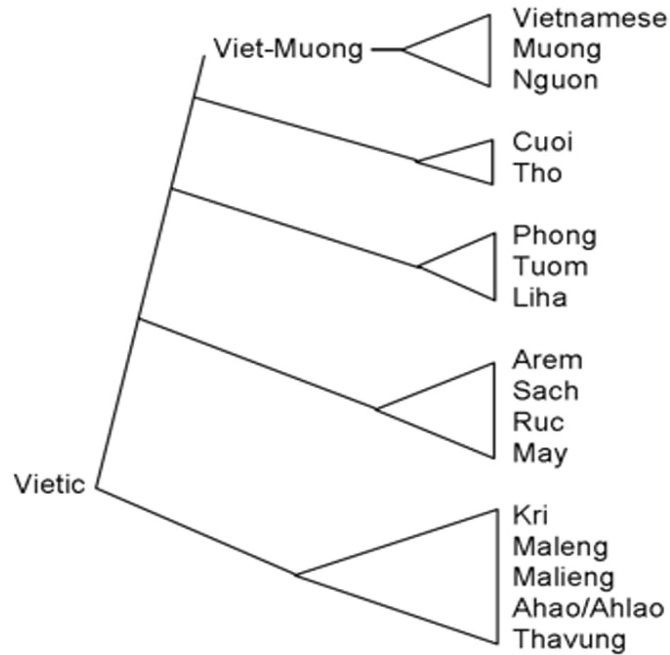 Viet-Muong
Vietnamese
Muong
Nguon
Cuoi
Tho
Phong
Tuom
Liha
Arem
Sach
Ruc
May
Vietic
Kri
Maleng
Malieng
Ahao/Ahlao
Thavung